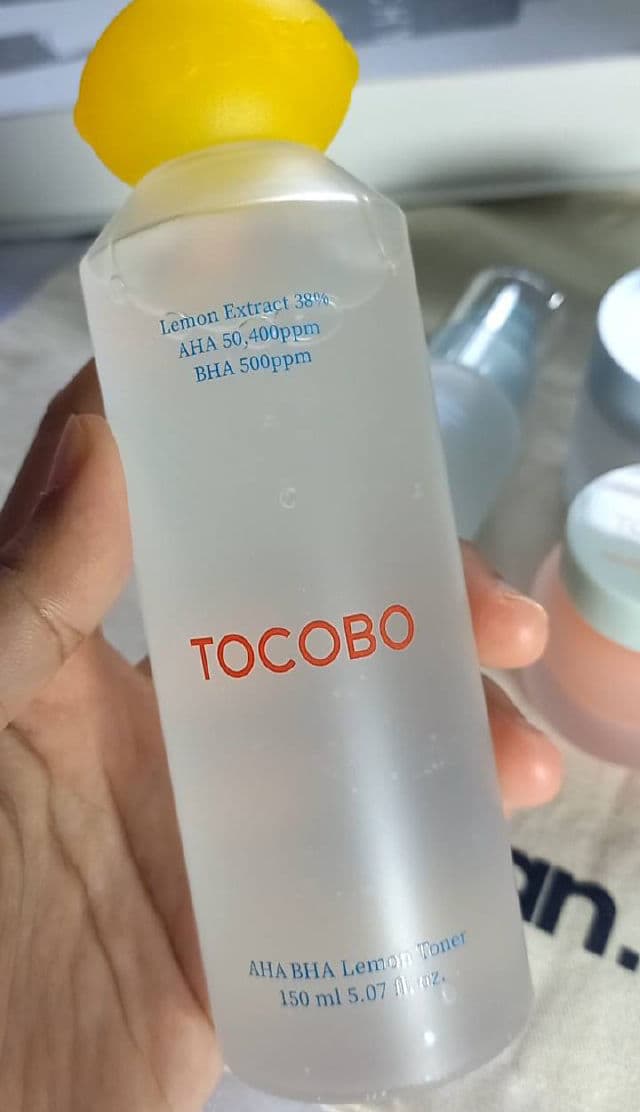 Lemon Extract 38%
AHA 50,400ppm
BHA 500ppm
TOCOBO
AHA BHA Lemon Toner
150 ml 5.07 fl. oz.
an.